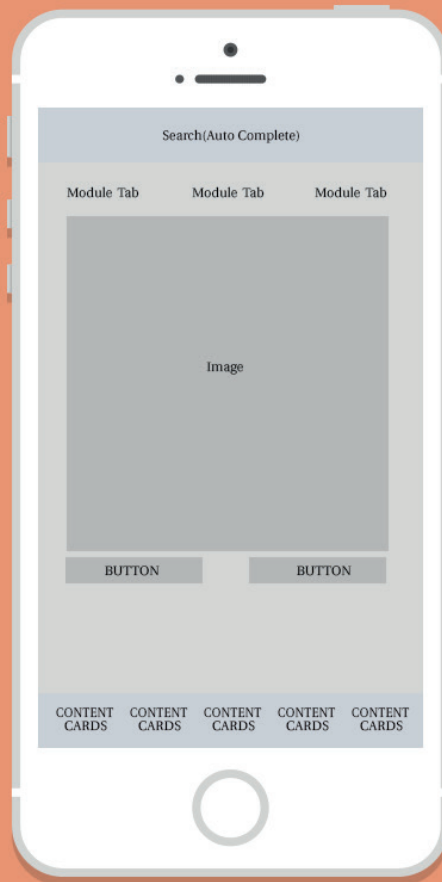 Search(Auto Complete)
Module Tab Module Tab Module Tab
Image
BUTTON BUTTON
CONTENT CONTENT CONTENT CONTENT CONTENT
CARDS CARDS CARDS CARDS CARDS